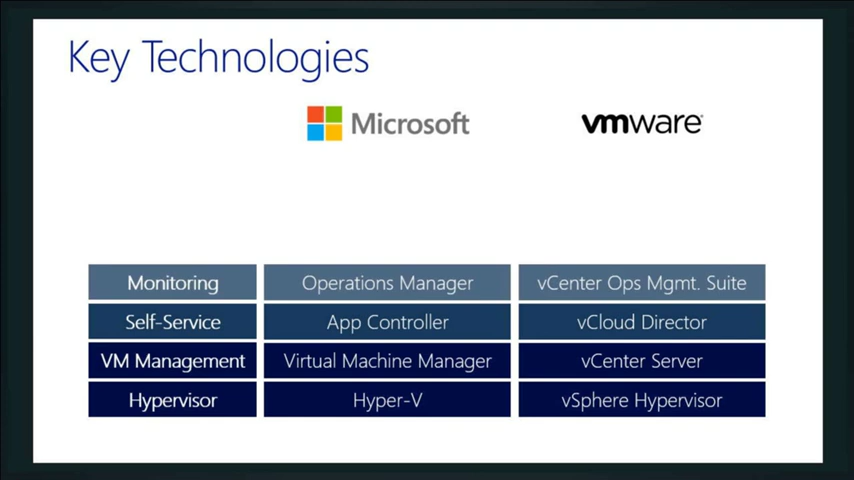 Key Technologies
Microsoft
vmware
Monitoring Operations Manager vCenter Ops Mgmt. Suite
Self-Service App Controller vCloud Director
VM Management Virtual Machine Manager vCenter Server
Hypervisor Hyper-V vSphere Hypervisor